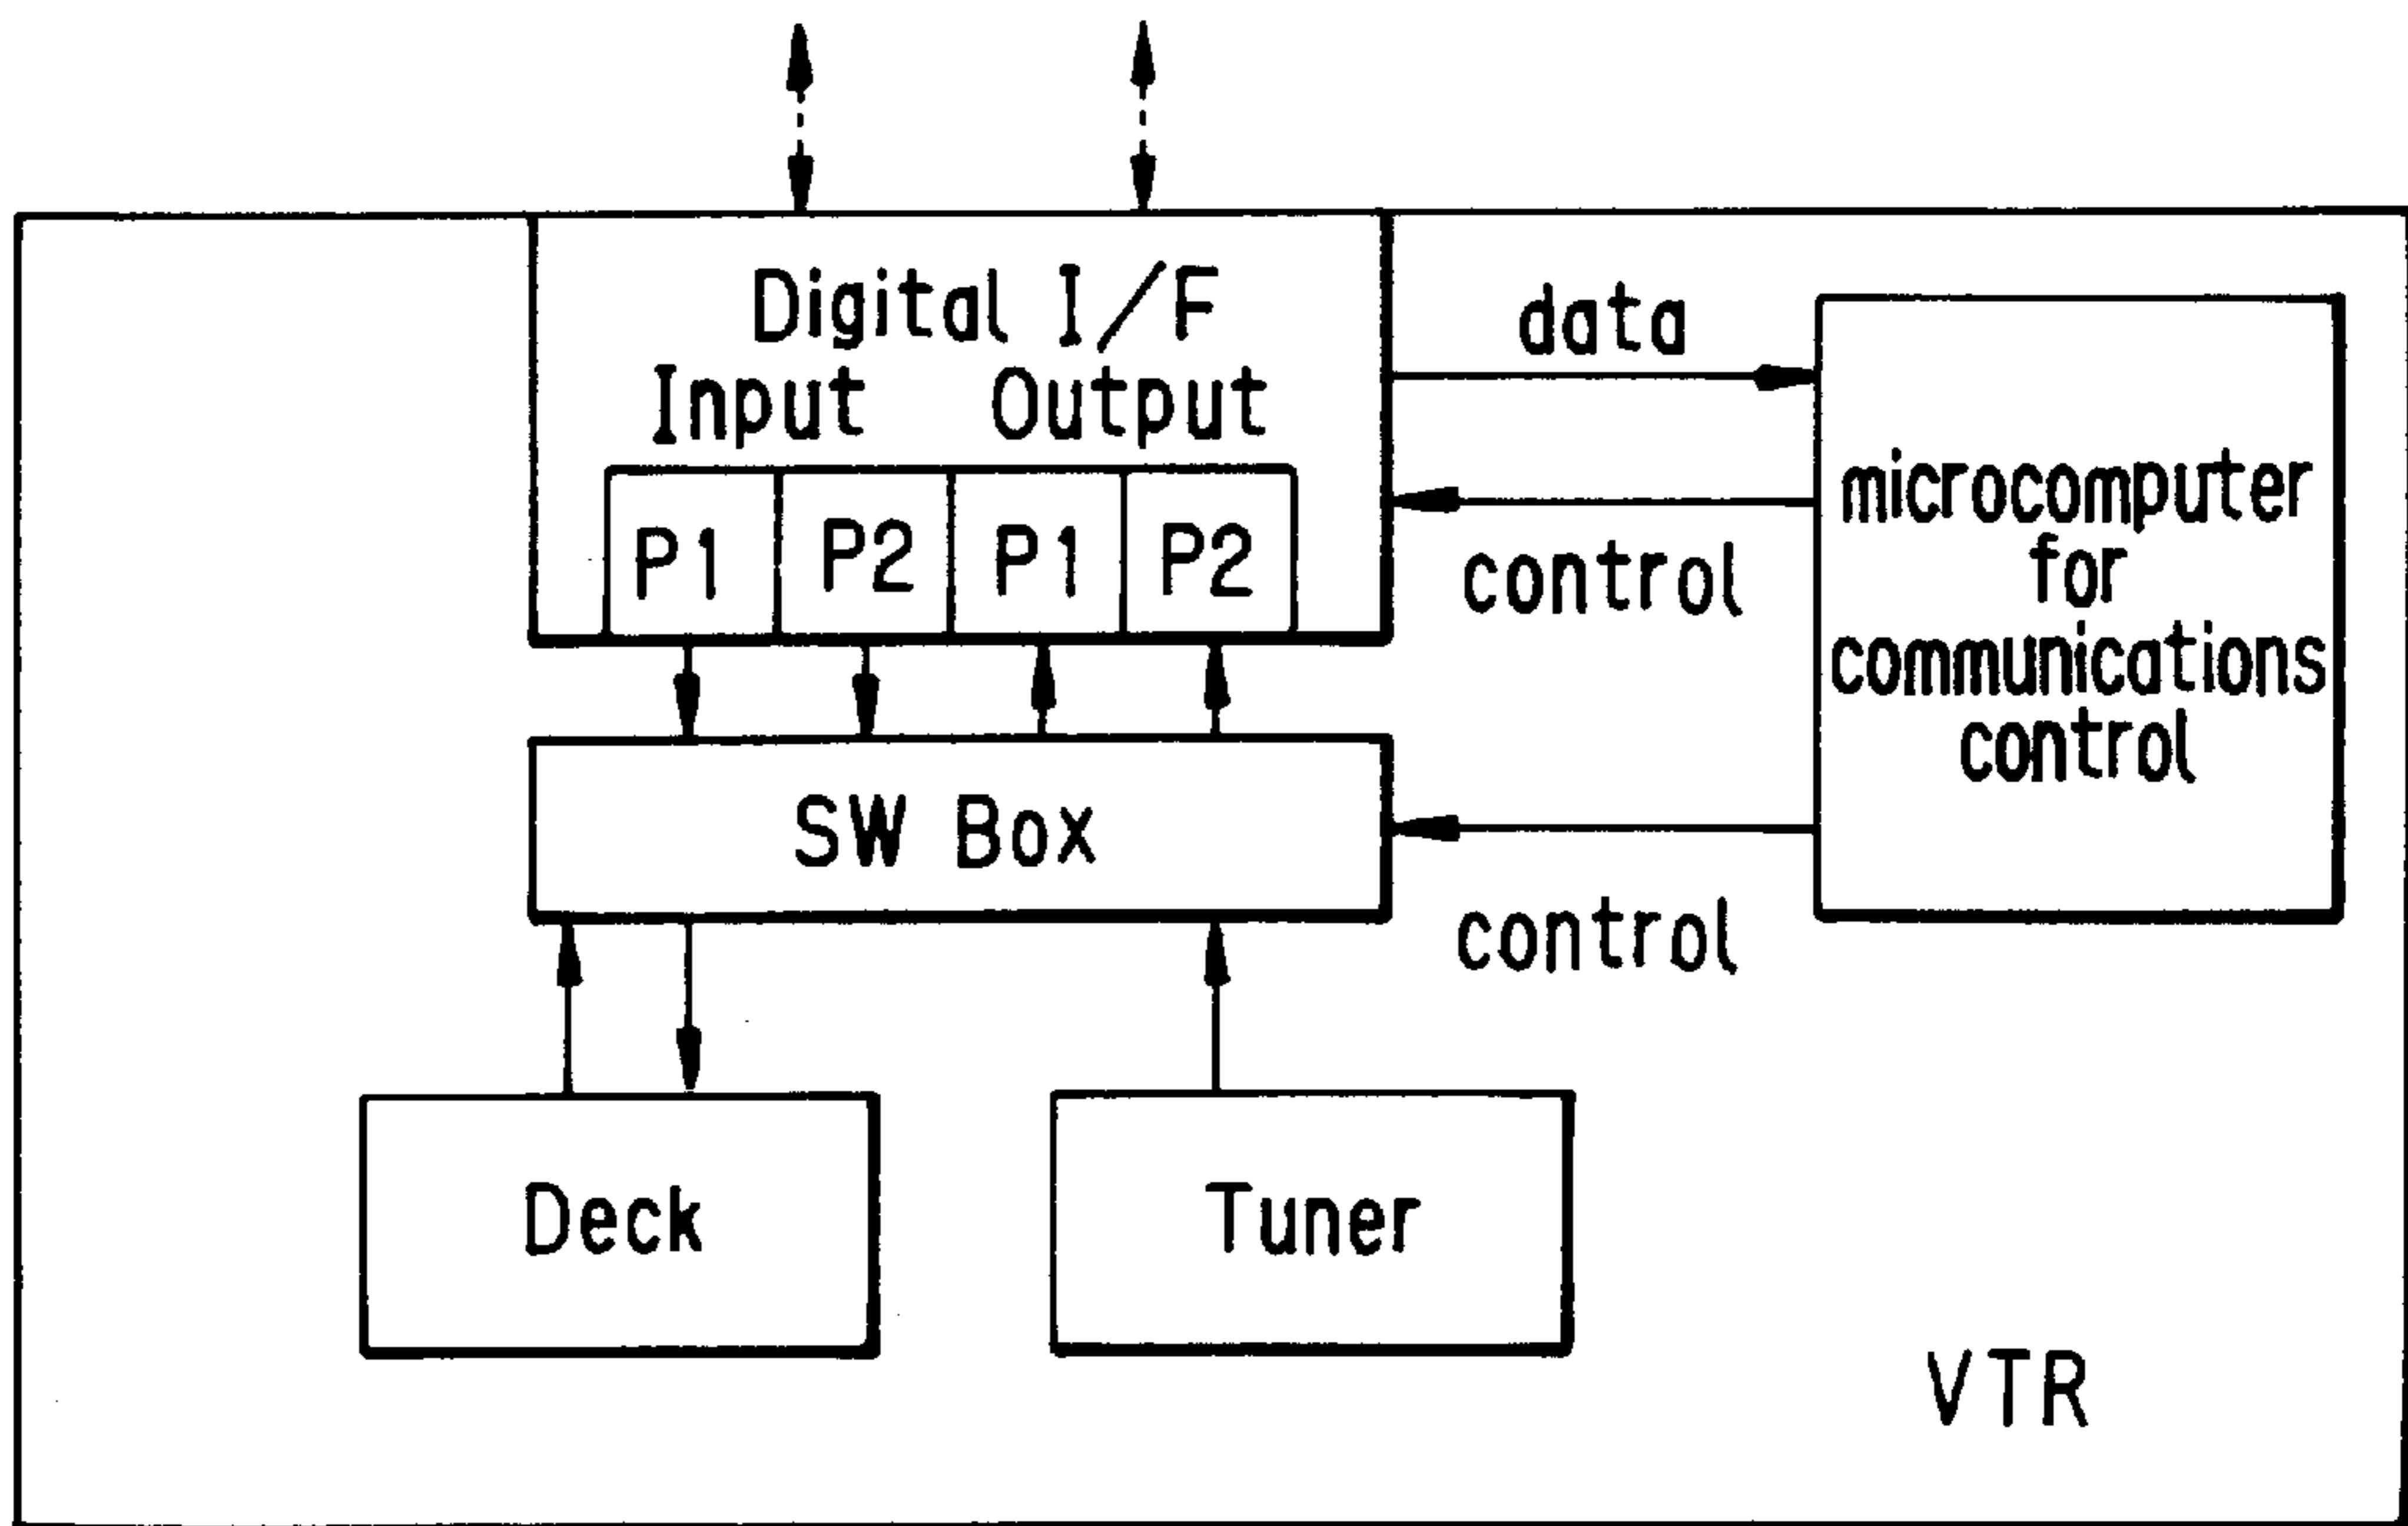 Digital I/F
Input Output
P1 P2 P1 P2
data
control
microcomputer
for
communications
control
SW Box
control
Deck
Tuner
VTR